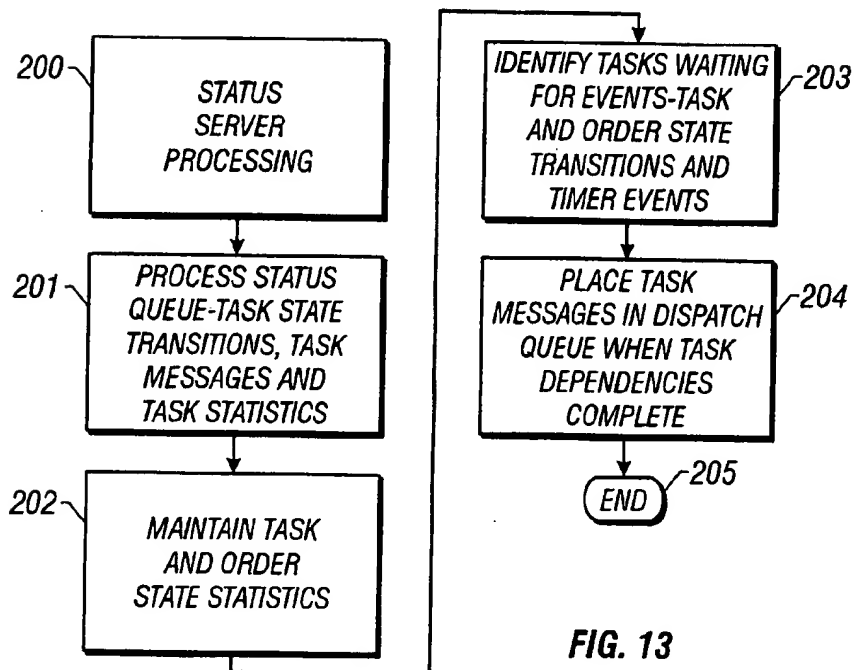 200
STATUS
SERVER
PROCESSING
201
PROCESS STATUS
QUEUE-TASK STATE
TRANSITIONS, TASK
MESSAGES AND
TASK STATISTICS
202
MAINTAIN TASK
AND ORDER
STATE STATISTICS
IDENTIFY TASKS WAITING
FOR EVENTS-TASK
AND ORDER STATE
TRANSITIONS AND
TIMER EVENTS
203
PLACE TASK
MESSAGES IN DISPATCH
QUEUE WHEN TASK
DEPENDENCIES
COMPLETE
204
END
205
FIG. 13